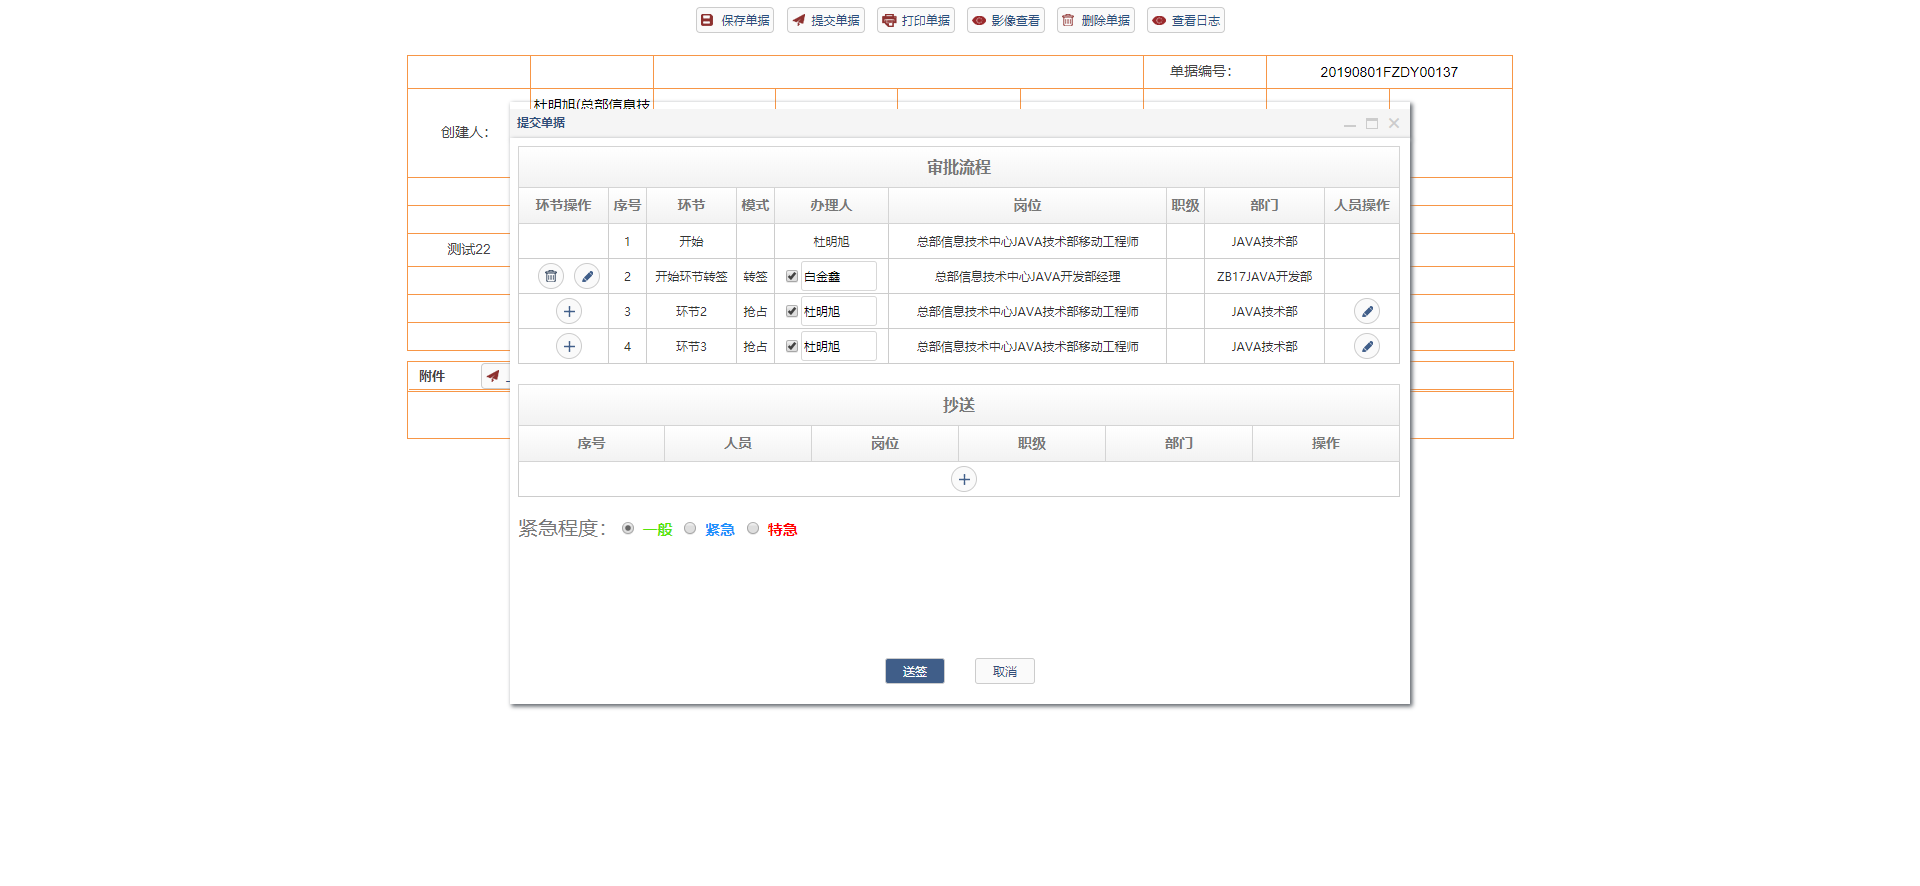 保存单据 提交单据 打印单据 影像查看 删除单据 查看日志
单据编号: 20190801FZDY00137
杜明旭(总部信息技
创建人:
提交单据
审批流程
环节操作 序号 环节 模式 办理人 岗位 职级 部门 人员操作
1 开始 杜明旭 总部信息技术中心JAVA技术部移动工程师 JAVA技术部
测试22
2 开始环节转签 转签 白金鑫 总部信息技术中心JAVA开发部经理 ZB17JAVA开发部
3 环节2 抢占 杜明旭 总部信息技术中心JAVA技术部移动工程师 JAVA技术部
4 环节3 抢占 杜明旭 总部信息技术中心JAVA技术部移动工程师 JAVA技术部
附件
抄送
序号 人员 岗位 职级 部门 操作
紧急程度: 一般 紧急 特急
送签 取消